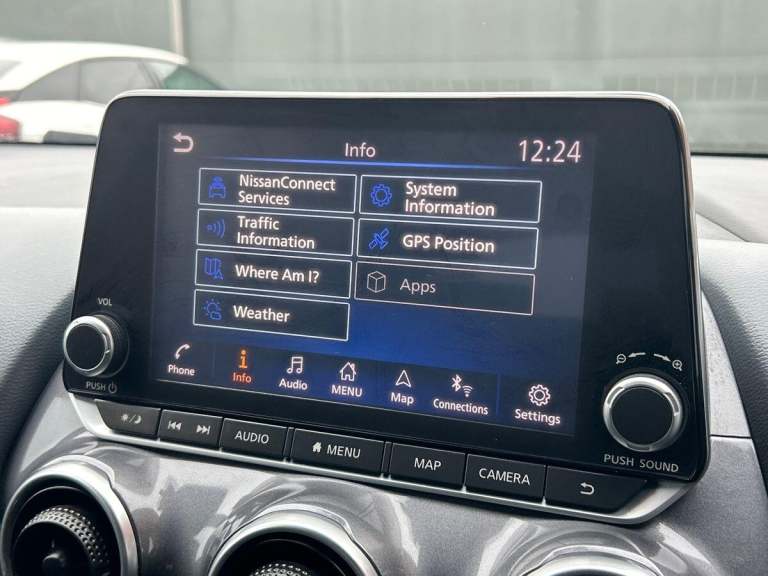 Info
12:24
NissanConnect
Services
System
Information
Traffic
Information
GPS Position
Where Am I?
Apps
Weather
Phone
Info
Audio
MENU
Map
Connections
Settings
VOL
PUSH
AUDIO
MENU
MAP
CAMERA
PUSH SOUND